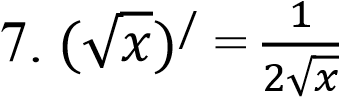 7. (√x)/ = 1/(2√x)